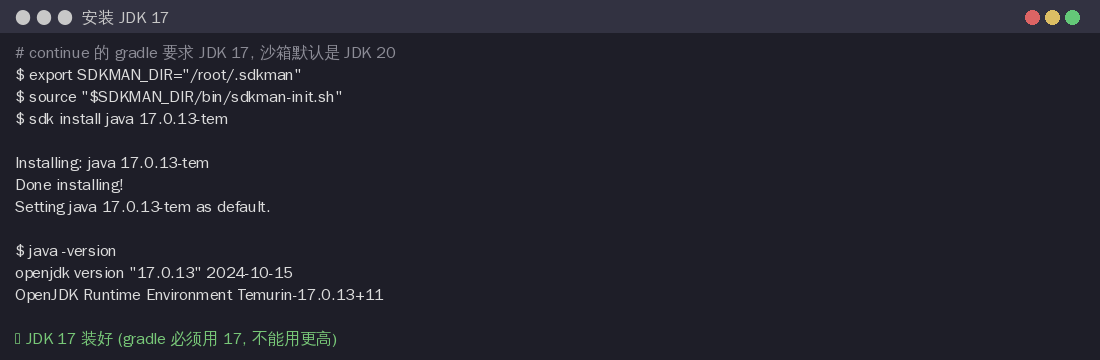 安装 JDK 17
# continue 的 gradle 要求 JDK 17, 沙箱默认是 JDK 20
$ export SDKMAN_DIR="/root/.sdkman"
$ source "$SDKMAN_DIR/bin/sdkman-init.sh"
$ sdk install java 17.0.13-tem
Installing: java 17.0.13-tem
Done installing!
Setting java 17.0.13-tem as default.
$ java -version
openjdk version "17.0.13" 2024-10-15
OpenJDK Runtime Environment Temurin-17.0.13+11
JDK 17 装好 (gradle 必须用 17, 不能用更高)